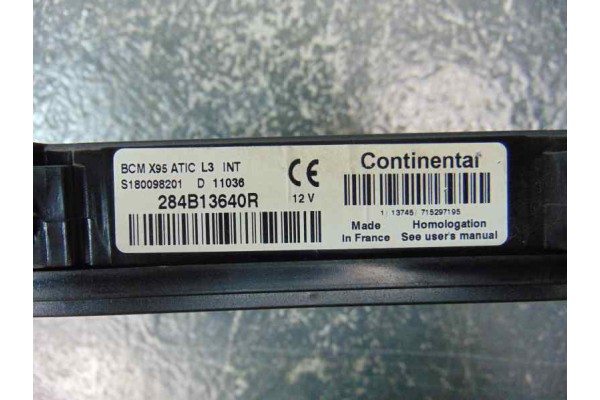 BCM X95 ATIC L3 INT
S180098201 D 11036
284B13640R
CE
12 V
Continental
1 13745 715297195
Made
In France
Homologation
See user's manual